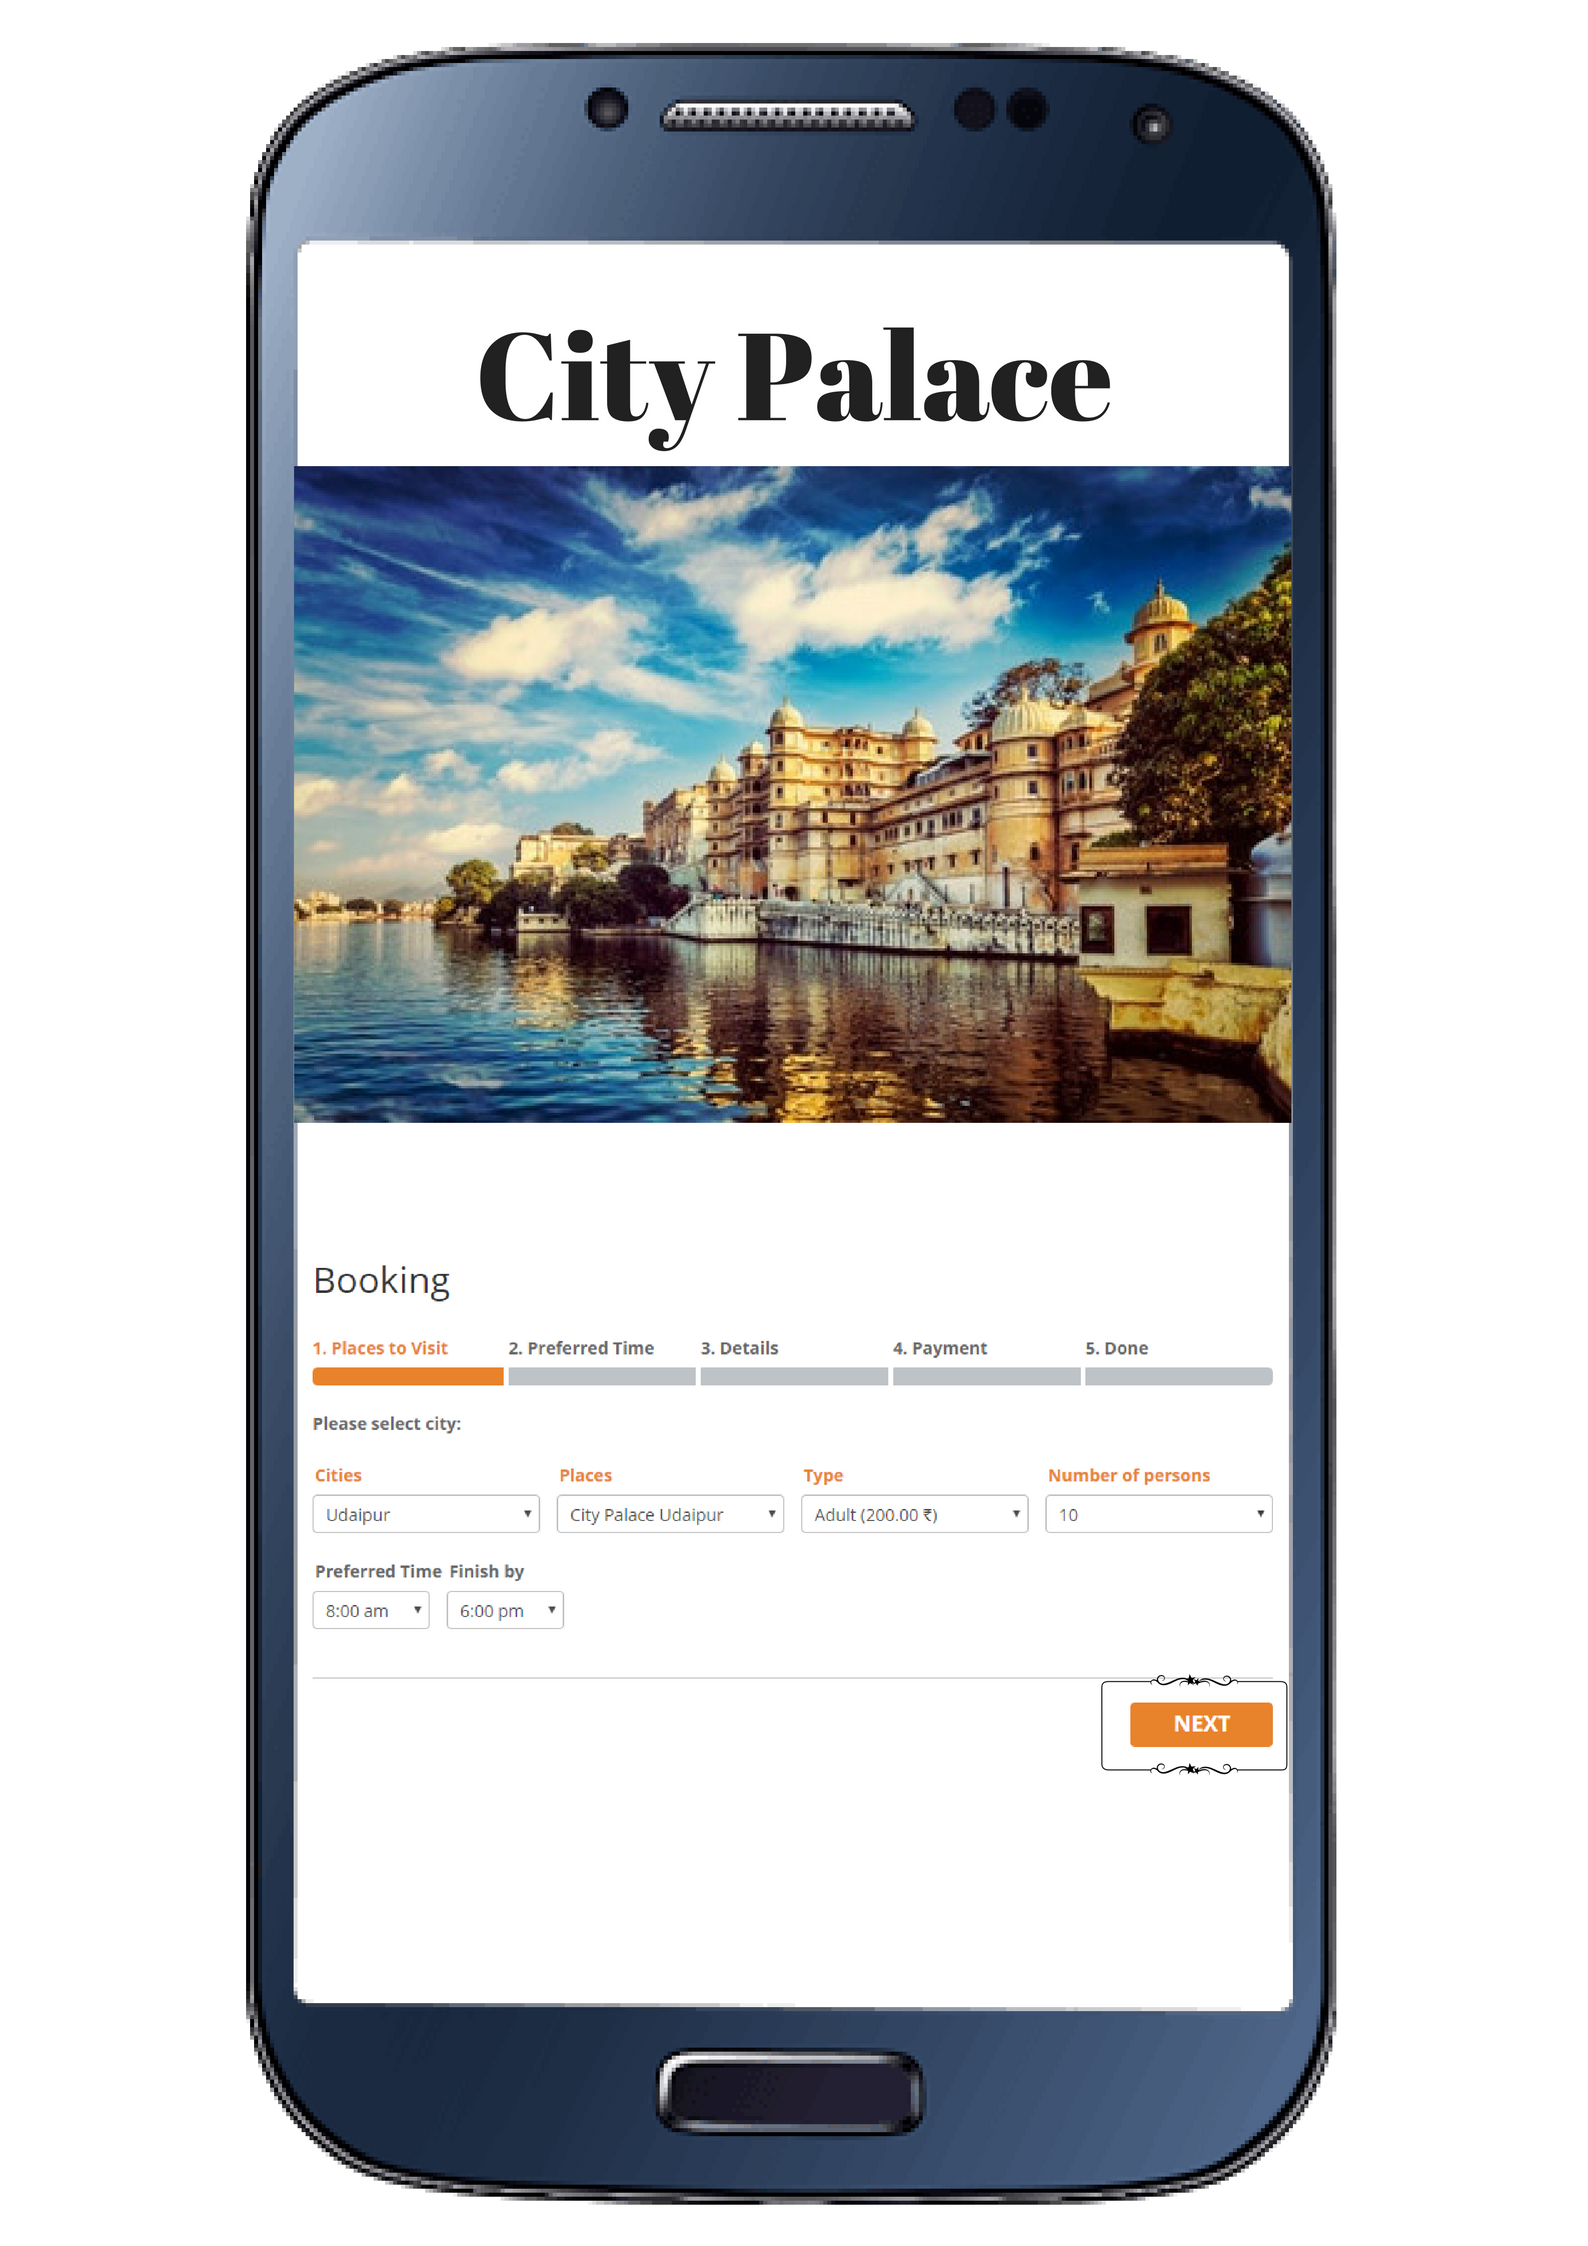 City Palace
Booking
1. Places to Visit 2. Preferred Time 3. Details 4. Payment 5. Done
Please select city:
Cities Places Type Number of persons
Udaipur City Palace Udaipur Adult (200.00 ₹) 10
Preferred Time Finish by
8:00 am 6:00 pm
NEXT